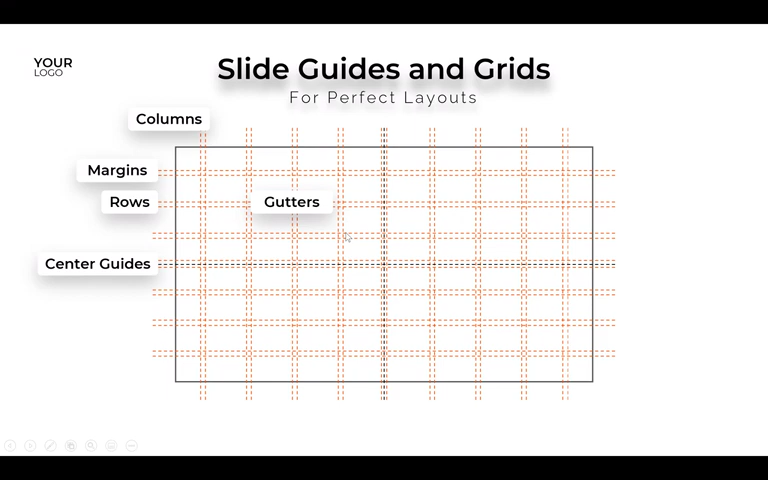 YOUR
LOGO
Slide Guides and Grids
For Perfect Layouts
Columns
Margins
Rows
Gutters
Center Guides